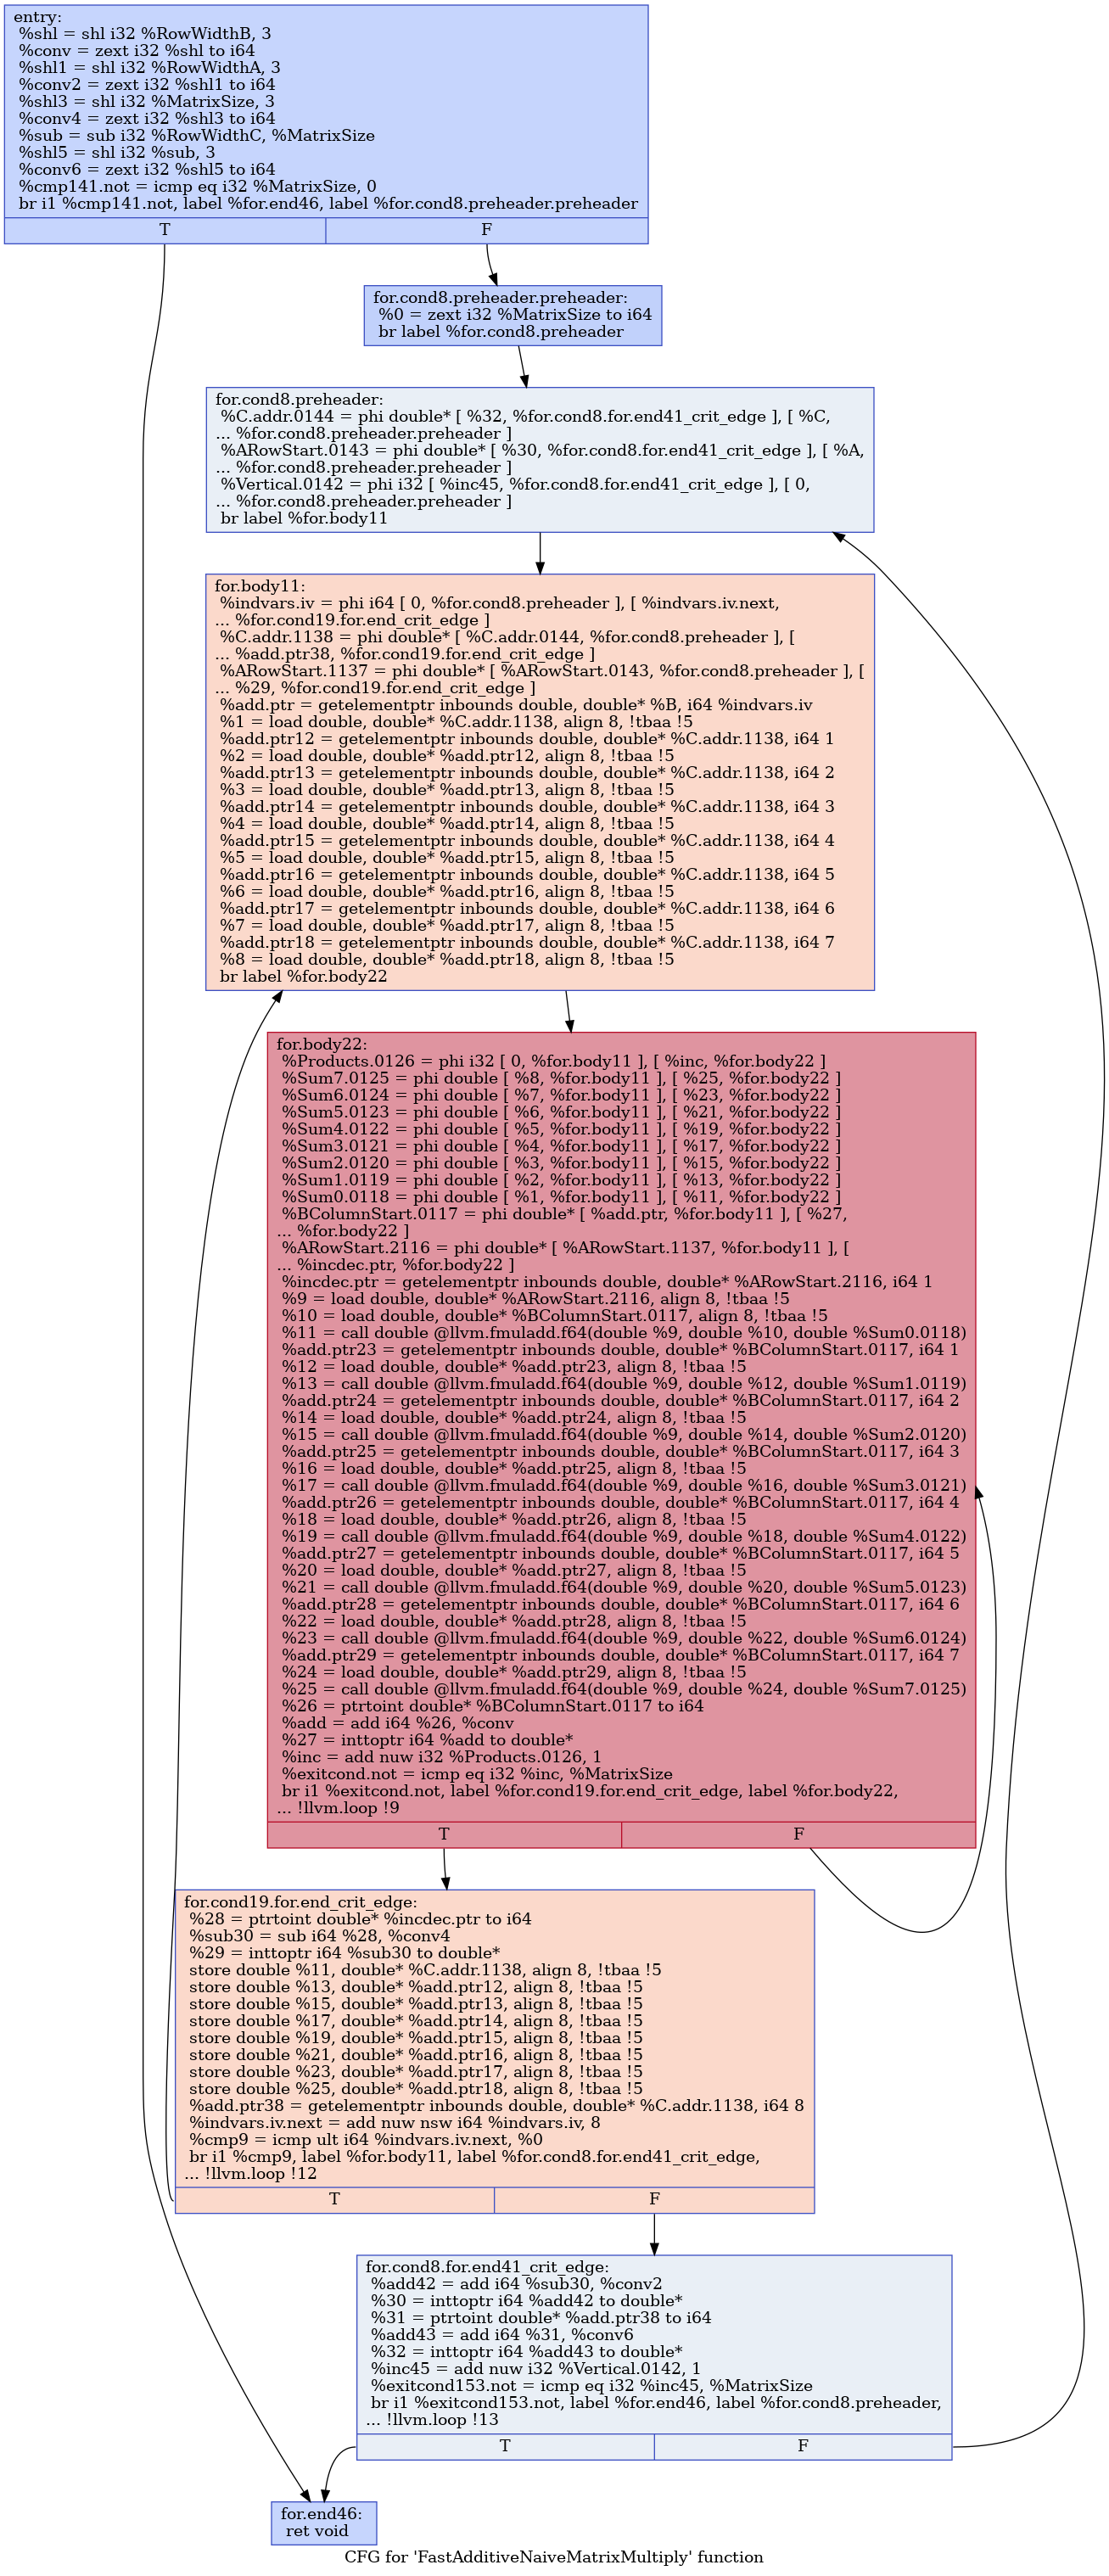 entry:
%shl = shl i32 %RowWidthB, 3
%conv = zext i32 %shl to i64
%shl1 = shl i32 %RowWidthA, 3
%conv2 = zext i32 %shl1 to i64
%shl3 = shl i32 %MatrixSize, 3
%conv4 = zext i32 %shl3 to i64
%sub = sub i32 %RowWidthC, %MatrixSize
%shl5 = shl i32 %sub, 3
%conv6 = zext i32 %shl5 to i64
%cmp141.not = icmp eq i32 %MatrixSize, 0
br i1 %cmp141.not, label %for.end46, label %for.cond8.preheader.preheader
T
F
for.cond8.preheader.preheader:
%0 = zext i32 %MatrixSize to i64
br label %for.cond8.preheader
for.cond8.preheader:
%C.addr.0144 = phi double* [ %32, %for.cond8.for.end41_crit_edge ], [ %C,
... %for.cond8.preheader.preheader ]
%ARowStart.0143 = phi double* [ %30, %for.cond8.for.end41_crit_edge ], [ %A,
... %for.cond8.preheader.preheader ]
%Vertical.0142 = phi i32 [ %inc45, %for.cond8.for.end41_crit_edge ], [ 0,
... %for.cond8.preheader.preheader ]
br label %for.body11
for.body11:
%indvars.iv = phi i64 [ 0, %for.cond8.preheader ], [ %indvars.iv.next,
... %for.cond19.for.end_crit_edge ]
%C.addr.1138 = phi double* [ %C.addr.0144, %for.cond8.preheader ], [
... %add.ptr38, %for.cond19.for.end_crit_edge ]
%ARowStart.1137 = phi double* [ %ARowStart.0143, %for.cond8.preheader ], [
... %29, %for.cond19.for.end_crit_edge ]
%add.ptr = getelementptr inbounds double, double* %B, i64 %indvars.iv
%1 = load double, double* %C.addr.1138, align 8, !tbaa !5
%add.ptr12 = getelementptr inbounds double, double* %C.addr.1138, i64 1
%2 = load double, double* %add.ptr12, align 8, !tbaa !5
%add.ptr13 = getelementptr inbounds double, double* %C.addr.1138, i64 2
%3 = load double, double* %add.ptr13, align 8, !tbaa !5
%add.ptr14 = getelementptr inbounds double, double* %C.addr.1138, i64 3
%4 = load double, double* %add.ptr14, align 8, !tbaa !5
%add.ptr15 = getelementptr inbounds double, double* %C.addr.1138, i64 4
%5 = load double, double* %add.ptr15, align 8, !tbaa !5
%add.ptr16 = getelementptr inbounds double, double* %C.addr.1138, i64 5
%6 = load double, double* %add.ptr16, align 8, !tbaa !5
%add.ptr17 = getelementptr inbounds double, double* %C.addr.1138, i64 6
%7 = load double, double* %add.ptr17, align 8, !tbaa !5
%add.ptr18 = getelementptr inbounds double, double* %C.addr.1138, i64 7
%8 = load double, double* %add.ptr18, align 8, !tbaa !5
br label %for.body22
for.body22:
%Products.0126 = phi i32 [ 0, %for.body11 ], [ %inc, %for.body22 ]
%Sum7.0125 = phi double [ %8, %for.body11 ], [ %25, %for.body22 ]
%Sum6.0124 = phi double [ %7, %for.body11 ], [ %23, %for.body22 ]
%Sum5.0123 = phi double [ %6, %for.body11 ], [ %21, %for.body22 ]
%Sum4.0122 = phi double [ %5, %for.body11 ], [ %19, %for.body22 ]
%Sum3.0121 = phi double [ %4, %for.body11 ], [ %17, %for.body22 ]
%Sum2.0120 = phi double [ %3, %for.body11 ], [ %15, %for.body22 ]
%Sum1.0119 = phi double [ %2, %for.body11 ], [ %13, %for.body22 ]
%Sum0.0118 = phi double [ %1, %for.body11 ], [ %11, %for.body22 ]
%BColumnStart.0117 = phi double* [ %add.ptr, %for.body11 ], [ %27,
... %for.body22 ]
%ARowStart.2116 = phi double* [ %ARowStart.1137, %for.body11 ], [
... %incdec.ptr, %for.body22 ]
%incdec.ptr = getelementptr inbounds double, double* %ARowStart.2116, i64 1
%9 = load double, double* %ARowStart.2116, align 8, !tbaa !5
%10 = load double, double* %BColumnStart.0117, align 8, !tbaa !5
%11 = call double @llvm.fmuladd.f64(double %9, double %10, double %Sum0.0118)
%add.ptr23 = getelementptr inbounds double, double* %BColumnStart.0117, i64 1
%12 = load double, double* %add.ptr23, align 8, !tbaa !5
%13 = call double @llvm.fmuladd.f64(double %9, double %12, double %Sum1.0119)
%add.ptr24 = getelementptr inbounds double, double* %BColumnStart.0117, i64 2
%14 = load double, double* %add.ptr24, align 8, !tbaa !5
%15 = call double @llvm.fmuladd.f64(double %9, double %14, double %Sum2.0120)
%add.ptr25 = getelementptr inbounds double, double* %BColumnStart.0117, i64 3
%16 = load double, double* %add.ptr25, align 8, !tbaa !5
%17 = call double @llvm.fmuladd.f64(double %9, double %16, double %Sum3.0121)
%add.ptr26 = getelementptr inbounds double, double* %BColumnStart.0117, i64 4
%18 = load double, double* %add.ptr26, align 8, !tbaa !5
%19 = call double @llvm.fmuladd.f64(double %9, double %18, double %Sum4.0122)
%add.ptr27 = getelementptr inbounds double, double* %BColumnStart.0117, i64 5
%20 = load double, double* %add.ptr27, align 8, !tbaa !5
%21 = call double @llvm.fmuladd.f64(double %9, double %20, double %Sum5.0123)
%add.ptr28 = getelementptr inbounds double, double* %BColumnStart.0117, i64 6
%22 = load double, double* %add.ptr28, align 8, !tbaa !5
%23 = call double @llvm.fmuladd.f64(double %9, double %22, double %Sum6.0124)
%add.ptr29 = getelementptr inbounds double, double* %BColumnStart.0117, i64 7
%24 = load double, double* %add.ptr29, align 8, !tbaa !5
%25 = call double @llvm.fmuladd.f64(double %9, double %24, double %Sum7.0125)
%26 = ptrtoint double* %BColumnStart.0117 to i64
%add = add i64 %26, %conv
%27 = inttoptr i64 %add to double*
%inc = add nuw i32 %Products.0126, 1
%exitcond.not = icmp eq i32 %inc, %MatrixSize
br i1 %exitcond.not, label %for.cond19.for.end_crit_edge, label %for.body22,
... !llvm.loop !9
T
F
for.cond19.for.end_crit_edge:
%28 = ptrtoint double* %incdec.ptr to i64
%sub30 = sub i64 %28, %conv4
%29 = inttoptr i64 %sub30 to double*
store double %11, double* %C.addr.1138, align 8, !tbaa !5
store double %13, double* %add.ptr12, align 8, !tbaa !5
store double %15, double* %add.ptr13, align 8, !tbaa !5
store double %17, double* %add.ptr14, align 8, !tbaa !5
store double %19, double* %add.ptr15, align 8, !tbaa !5
store double %21, double* %add.ptr16, align 8, !tbaa !5
store double %23, double* %add.ptr17, align 8, !tbaa !5
store double %25, double* %add.ptr18, align 8, !tbaa !5
%add.ptr38 = getelementptr inbounds double, double* %C.addr.1138, i64 8
%indvars.iv.next = add nuw nsw i64 %indvars.iv, 8
%cmp9 = icmp ult i64 %indvars.iv.next, %0
br i1 %cmp9, label %for.body11, label %for.cond8.for.end41_crit_edge,
... !llvm.loop !12
T
F
for.cond8.for.end41_crit_edge:
%add42 = add i64 %sub30, %conv2
%30 = inttoptr i64 %add42 to double*
%31 = ptrtoint double* %add.ptr38 to i64
%add43 = add i64 %31, %conv6
%32 = inttoptr i64 %add43 to double*
%inc45 = add nuw i32 %Vertical.0142, 1
%exitcond153.not = icmp eq i32 %inc45, %MatrixSize
br i1 %exitcond153.not, label %for.end46, label %for.cond8.preheader,
... !llvm.loop !13
T
F
for.end46:
ret void
CFG for 'FastAdditiveNaiveMatrixMultiply' function